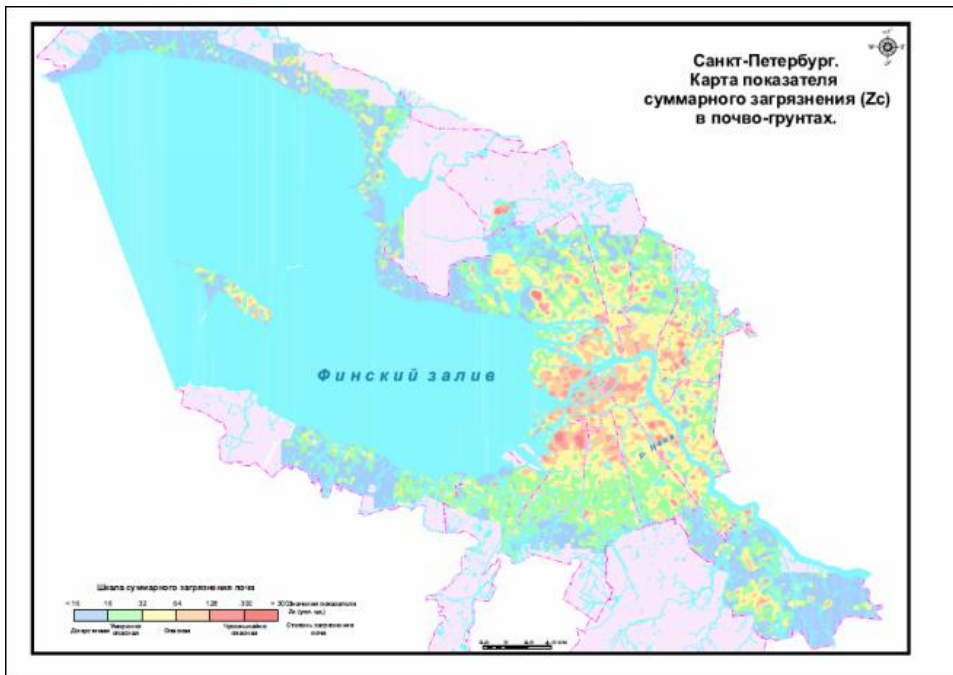 Санкт-Петербург.
Карта показателя
суммарного загрязнения (Zc)
в почво-грунтах.
Финский залив
р. Нева
Шкала суммарного загрязнения почв
< 16 16 32 64 128 300 > 300 Значения показателя
Zc (усл. ед.)
Допустимая Умеренно опасная Опасная Чрезвычайно опасная Степень загрязнения почв